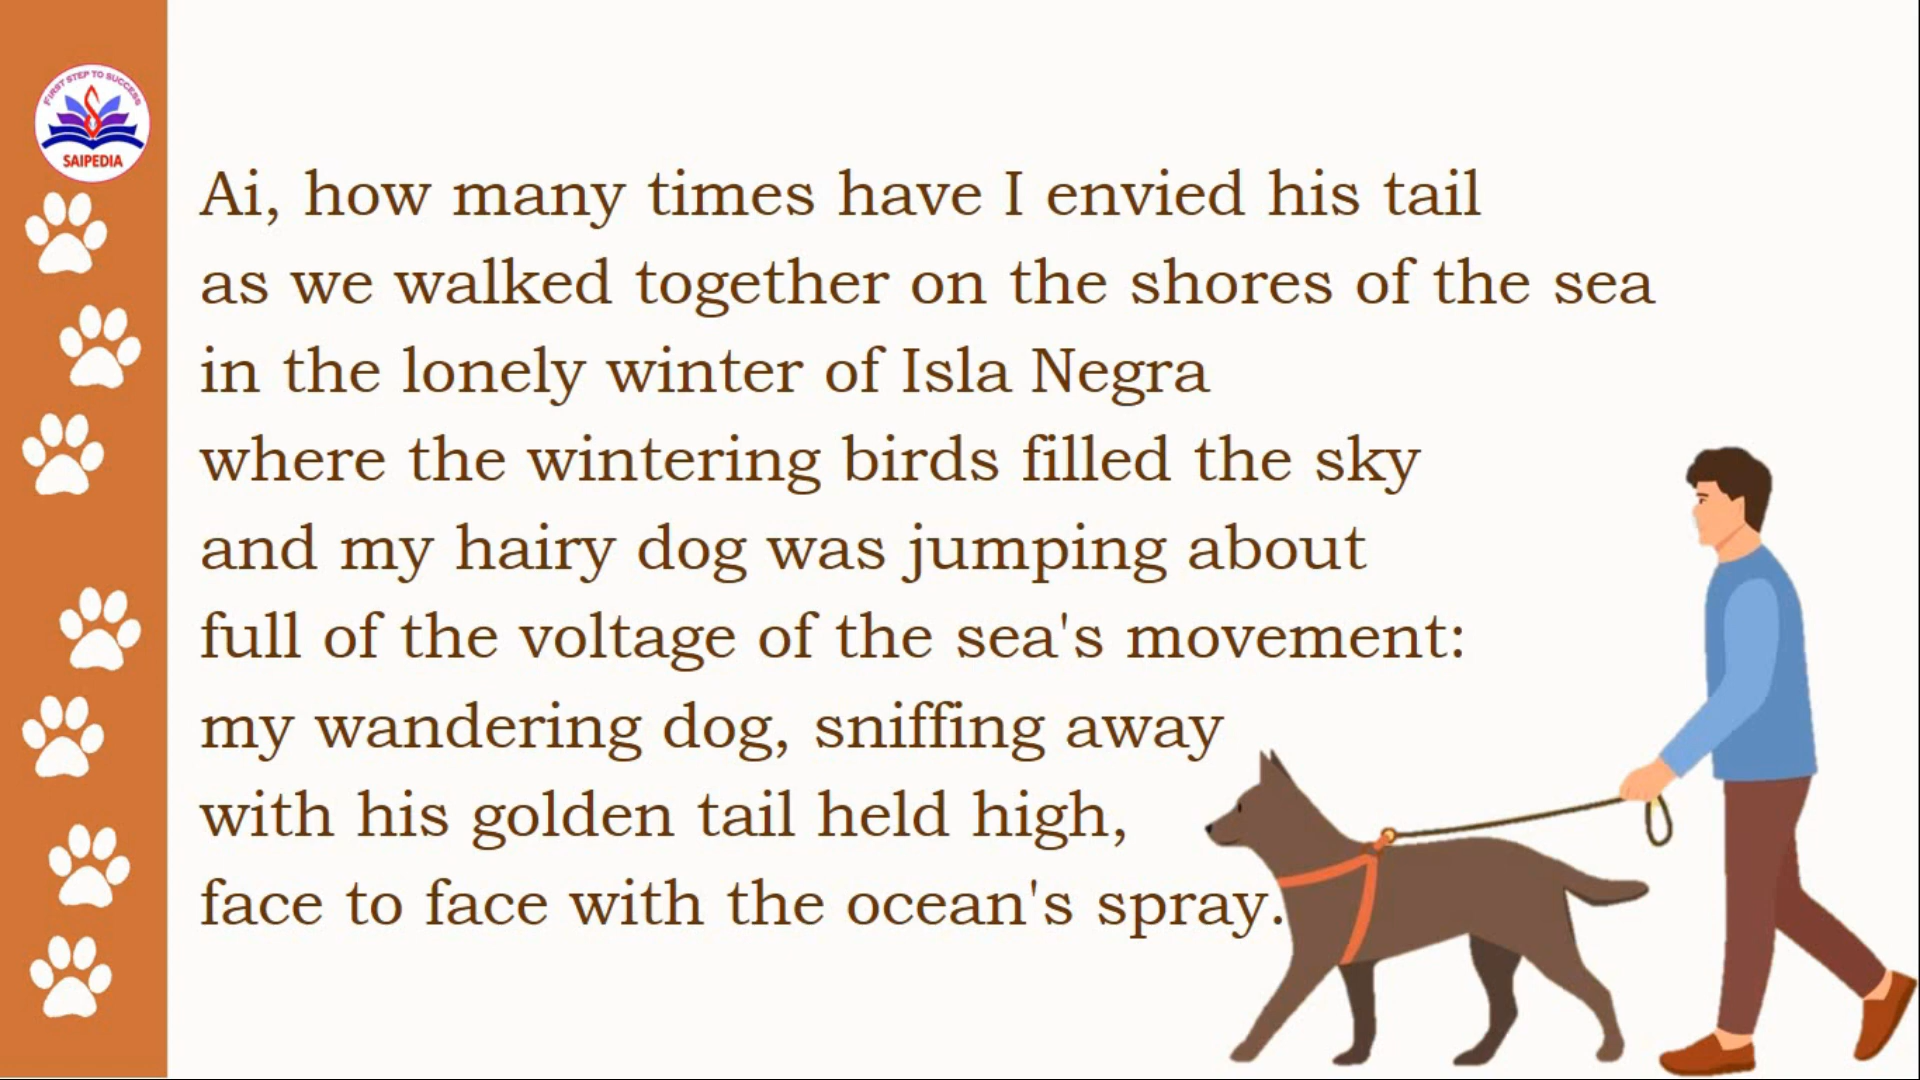 FIRST STEP TO SUCCESS
SAIPEDIA
Ai, how many times have I envied his tail
as we walked together on the shores of the sea
in the lonely winter of Isla Negra
where the wintering birds filled the sky
and my hairy dog was jumping about
full of the voltage of the sea's movement:
my wandering dog, sniffing away
with his golden tail held high,
face to face with the ocean's spray.